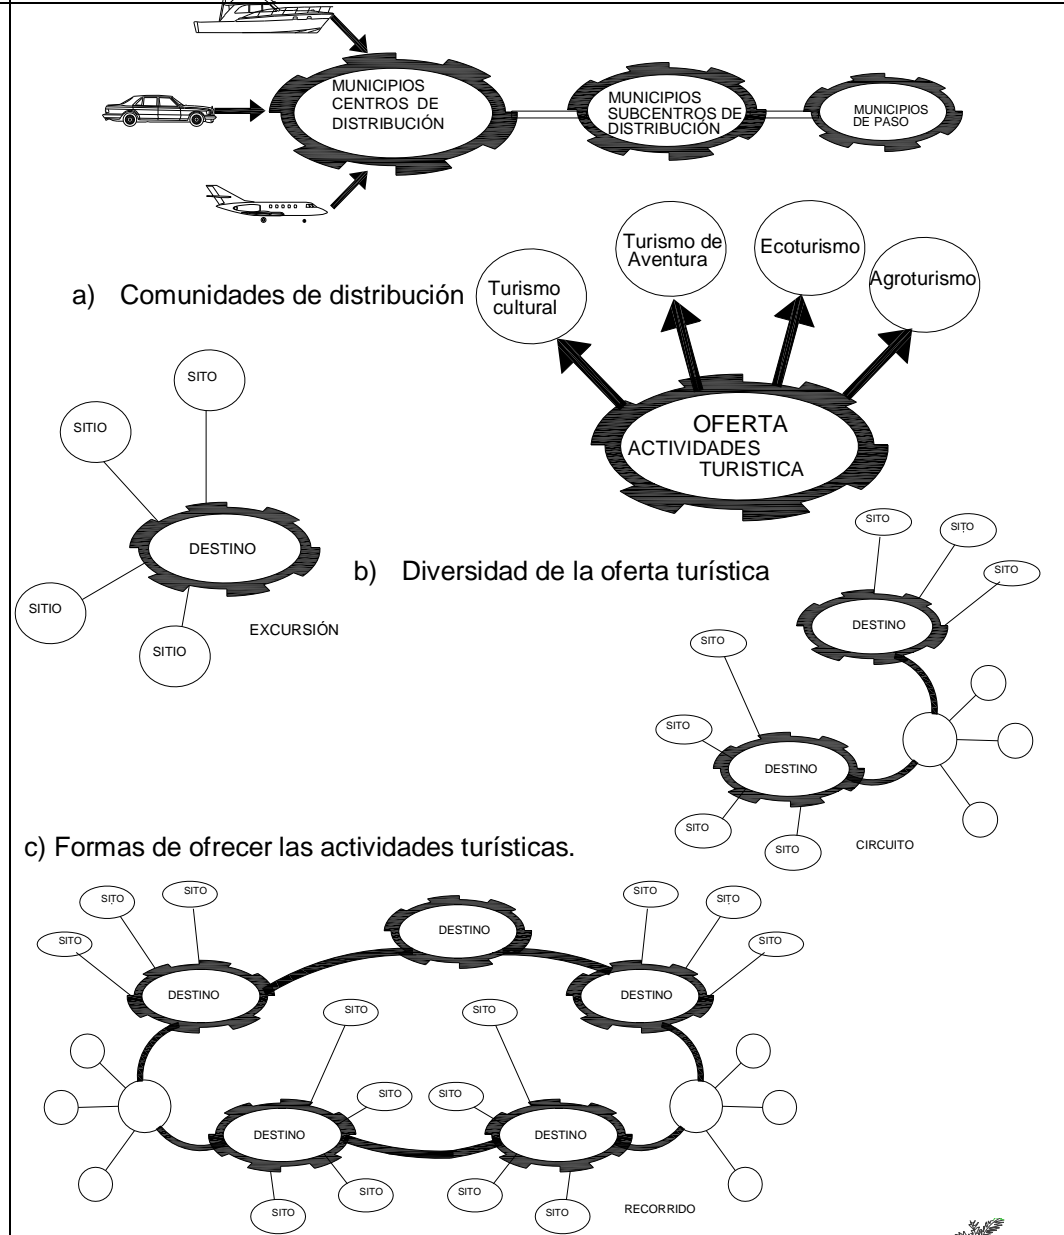 MUNICIPIOS
CENTROS DE
DISTRIBUCIÓN
MUNICIPIOS
SUBCENTROS DE
DISTRIBUCIÓN
MUNICIPIOS
DE PASO
a) Comunidades de distribución
Turismo
cultural
Turismo de
Aventura
Ecoturismo
Agroturismo
OFERTA
ACTIVIDADES
TURISTICA
SITO
SITIO
DESTINO
SITIO
SITIO
EXCURSIÓN
b) Diversidad de la oferta turística
SITO
SITO
SITO
DESTINO
SITO
SITO
DESTINO
SITO
SITO
CIRCUITO
c) Formas de ofrecer las actividades turísticas.
SITO
SITO
SITO
DESTINO
DESTINO
SITO
SITO
SITO
DESTINO
SITO
SITO
SITO
SITO
DESTINO
DESTINO
SITO
SITO
SITO
SITO
RECORRIDO